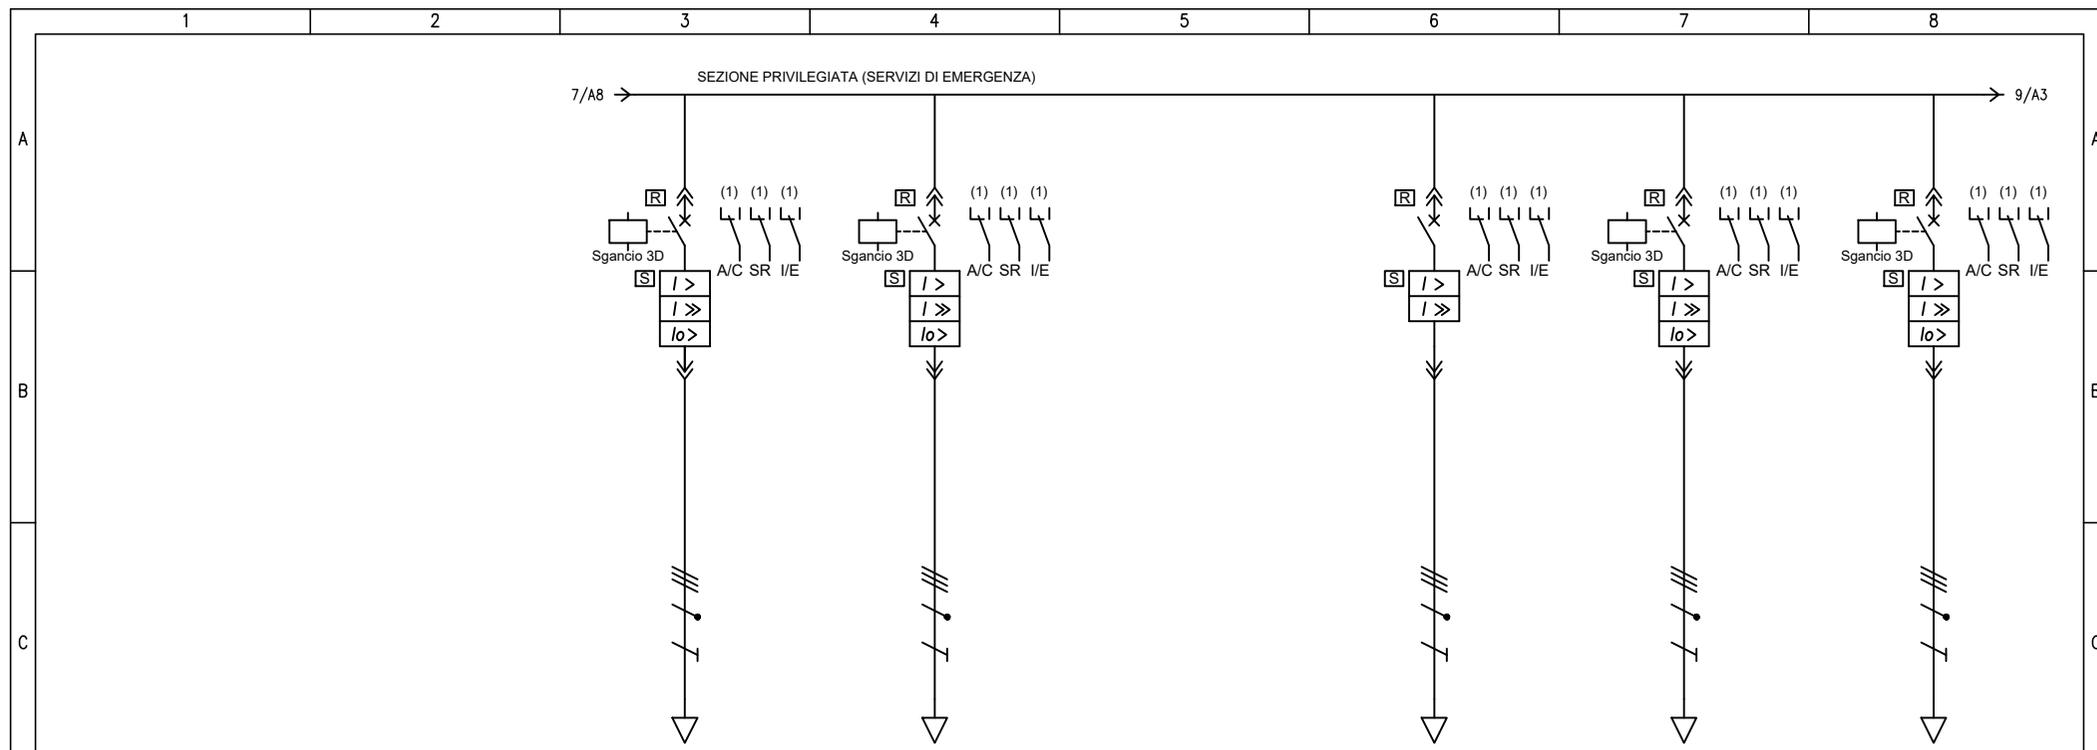 1 2 3 4 5 6 7 8
SEZIONE PRIVILEGIATA (SERVIZI DI EMERGENZA)
7/A8 9/A3
A A
R (1) (1) (1) R (1) (1) (1) R (1) (1) (1) R (1) (1) (1) R (1) (1) (1)
Sgancio 3D Sgancio 3D Sgancio 3D Sgancio 3D
A/C SR I/E A/C SR I/E A/C SR I/E A/C SR I/E A/C SR I/E
S I > S I > S I > S I > S I >
I >> I >> I >> I >> I >>
Io> Io> Io> Io>
B B
C C